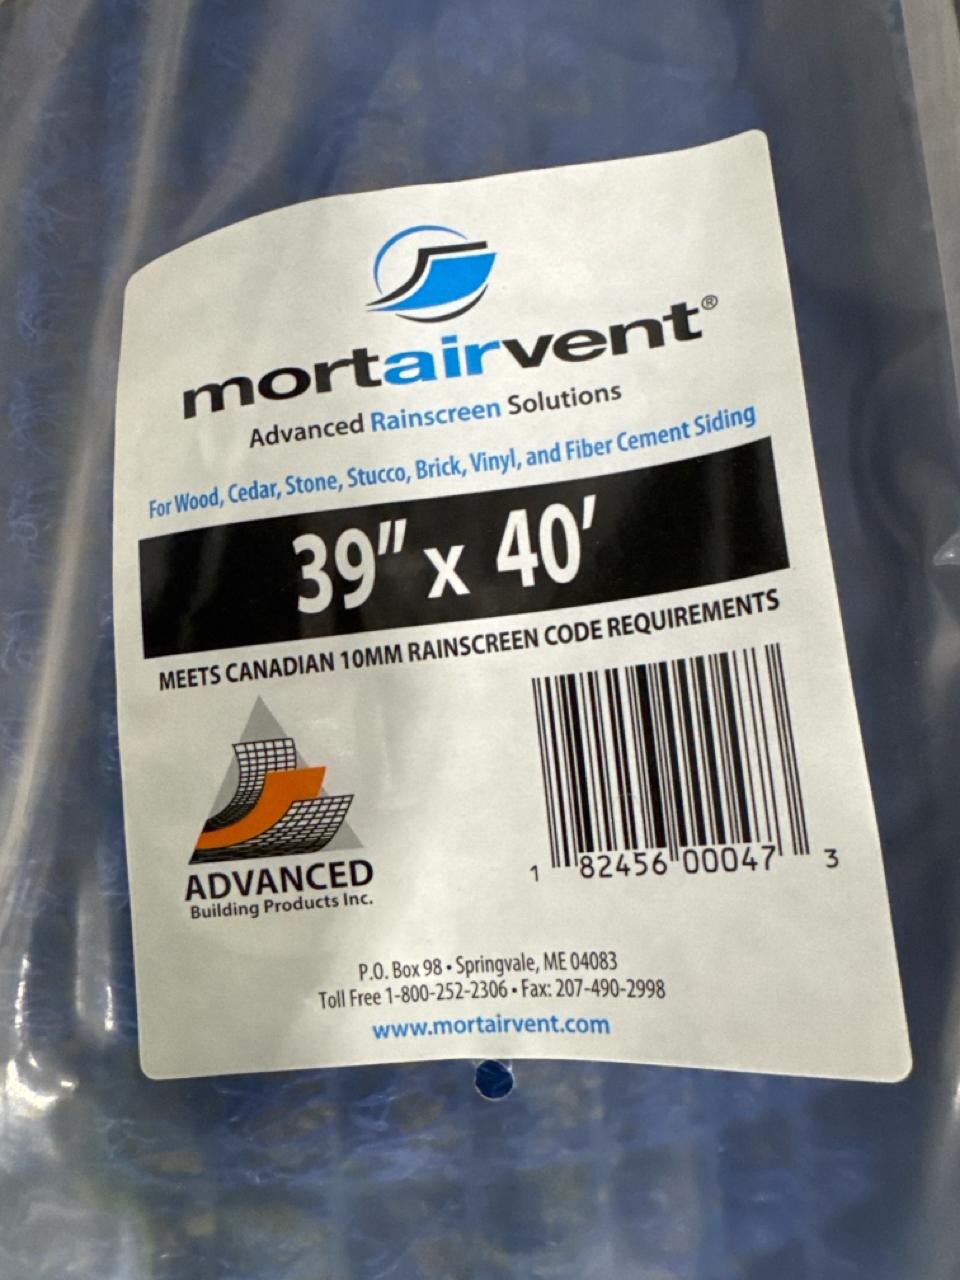 mortairvent®
Advanced Rainscreen Solutions
For Wood, Cedar, Stone, Stucco, Brick, Vinyl, and Fiber Cement Siding
39" x 40'
MEETS CANADIAN 10MM RAINSCREEN CODE REQUIREMENTS
ADVANCED
Building Products Inc.
1 82456 00047 3
P.O. Box 98 • Springvale, ME 04083
Toll Free 1-800-252-2306 • Fax: 207-490-2998
www.mortairvent.com